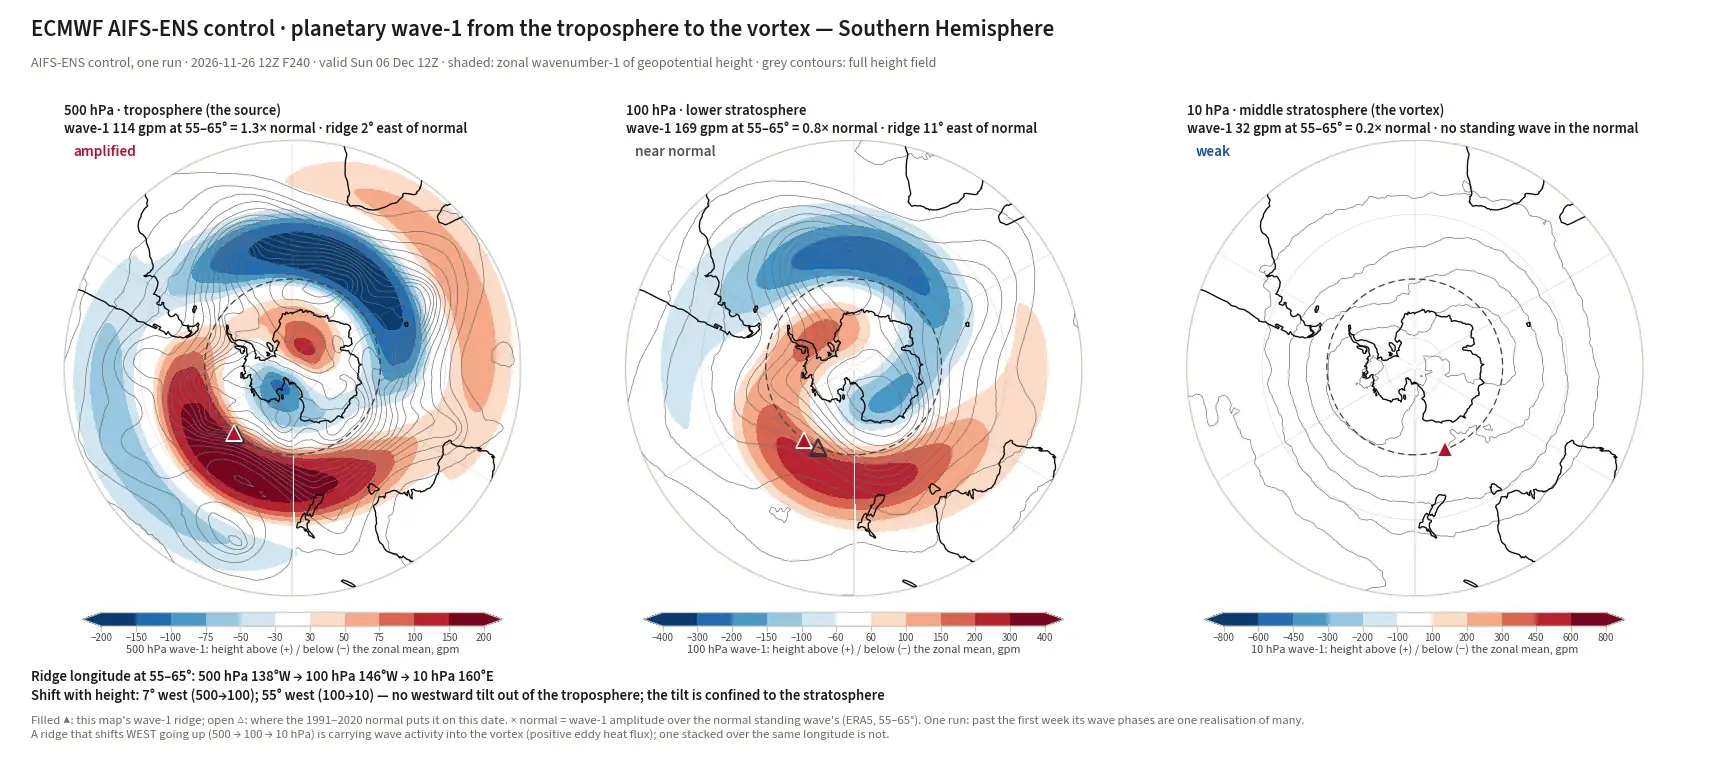 ECMWF AIFS-ENS control · planetary wave-1 from the troposphere to the vortex — Southern Hemisphere
AIFS-ENS control, one run · 2026-11-26 12Z F240 · valid Sun 06 Dec 12Z · shaded: zonal wavenumber-1 of geopotential height · grey contours: full height field
500 hPa · troposphere (the source)
wave-1 114 gpm at 55–65° = 1.3× normal · ridge 2° east of normal
amplified
100 hPa · lower stratosphere
wave-1 169 gpm at 55–65° = 0.8× normal · ridge 11° east of normal
near normal
10 hPa · middle stratosphere (the vortex)
wave-1 32 gpm at 55–65° = 0.2× normal · no standing wave in the normal
weak
−200 −150 −100 −75 −50 −30 30 50 75 100 150 200
500 hPa wave-1: height above (+) / below (−) the zonal mean, gpm
−400 −300 −200 −150 −100 −60 60 100 150 200 300 400
100 hPa wave-1: height above (+) / below (−) the zonal mean, gpm
−800 −600 −450 −300 −200 −100 100 200 300 450 600 800
10 hPa wave-1: height above (+) / below (−) the zonal mean, gpm
Ridge longitude at 55–65°: 500 hPa 138°W → 100 hPa 146°W → 10 hPa 160°E
Shift with height: 7° west (500→100); 55° west (100→10) — no westward tilt out of the troposphere; the tilt is confined to the stratosphere
Filled ▲: this map's wave-1 ridge; open △: where the 1991–2020 normal puts it on this date. × normal = wave-1 amplitude over the normal standing wave's (ERA5, 55–65°). One run: past the first week its wave phases are one realisation of many.
A ridge that shifts WEST going up (500 → 100 → 10 hPa) is carrying wave activity into the vortex (positive eddy heat flux); one stacked over the same longitude is not.